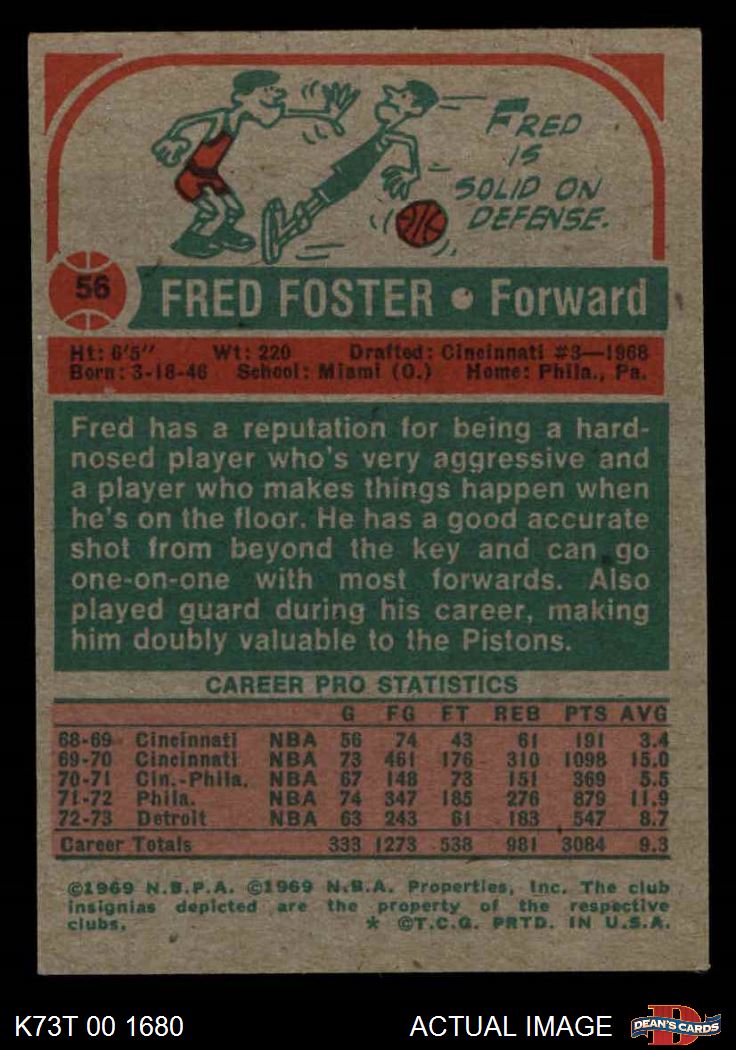 FRED
IS
SOLID ON
DEFENSE.
56
FRED FOSTER • Forward
Ht: 6'5" Wt: 220 Drafted: Cincinnati #3—1968
Born: 3-18-46 School: Miami (O.) Home: Phila., Pa.
Fred has a reputation for being a hard-
nosed player who's very aggressive and
a player who makes things happen when
he's on the floor. He has a good accurate
shot from beyond the key and can go
one-on-one with most forwards. Also
played guard during his career, making
him doubly valuable to the Pistons.
CAREER PRO STATISTICS
G FG FT REB PTS AVG
68-69 Cincinnati NBA 56 74 43 61 191 3.4
69-70 Cincinnati NBA 73 461 176 310 1098 15.0
70-71 Cin.-Phila. NBA 67 148 73 151 369 5.5
71-72 Phila. NBA 74 347 185 276 879 11.9
72-73 Detroit NBA 63 243 61 183 547 8.7
Career Totals 333 1273 538 981 3084 9.3
©1969 N.B.P.A. ©1969 N.B.A. Properties, Inc. The club
insignias depicted are the property of the respective
clubs. * ©T.C.G. PRTD. IN U.S.A.
K73T 00 1680 ACTUAL IMAGE
D
DEAN'S CARDS